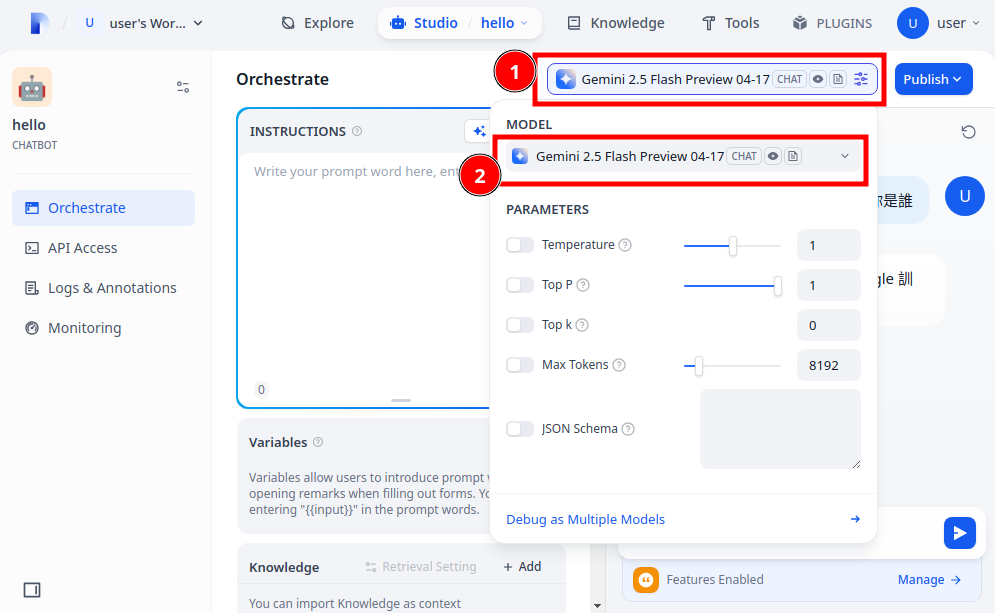 U user's Wor...
Explore
Studio / hello
Knowledge
Tools
PLUGINS
U user
hello
CHATBOT
Orchestrate
API Access
Logs & Annotations
Monitoring
Orchestrate
1
Gemini 2.5 Flash Preview 04-17 CHAT
Publish
INSTRUCTIONS
Write your prompt word here,
0
MODEL
2
Gemini 2.5 Flash Preview 04-17 CHAT
PARAMETERS
Temperature 1
Top P 1
Top k 0
Max Tokens 8192
JSON Schema
Debug as Multiple Models
Variables
Variables allow users to introduce prompt
opening remarks when filling out forms.
entering "{{input}}" in the prompt words.
Knowledge
Retrieval Setting
+ Add
You can import Knowledge as context
是誰
U
gle 訓
Features Enabled
Manage